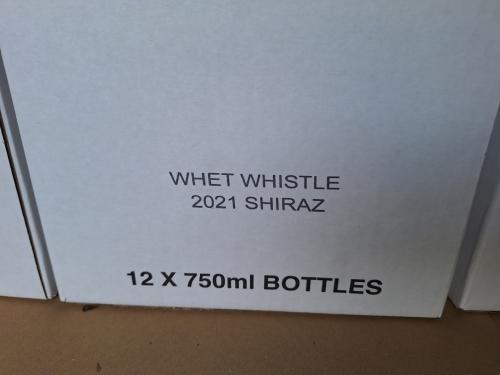 WHET WHISTLE
2021 SHIRAZ
12 X 750ml BOTTLES